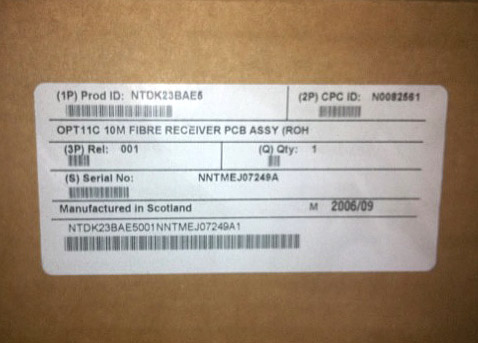 (1P) Prod ID: NTDK23BAE5 (2P) CPC ID: N0082561
OPT11C 10M FIBRE RECEIVER PCB ASSY (ROH
(3P) Rel: 001 (Q) Qty: 1
(S) Serial No: NNTMEJ07249A
Manufactured in Scotland M 2006/09
NTDK23BAE5001NNTMEJ07249A1